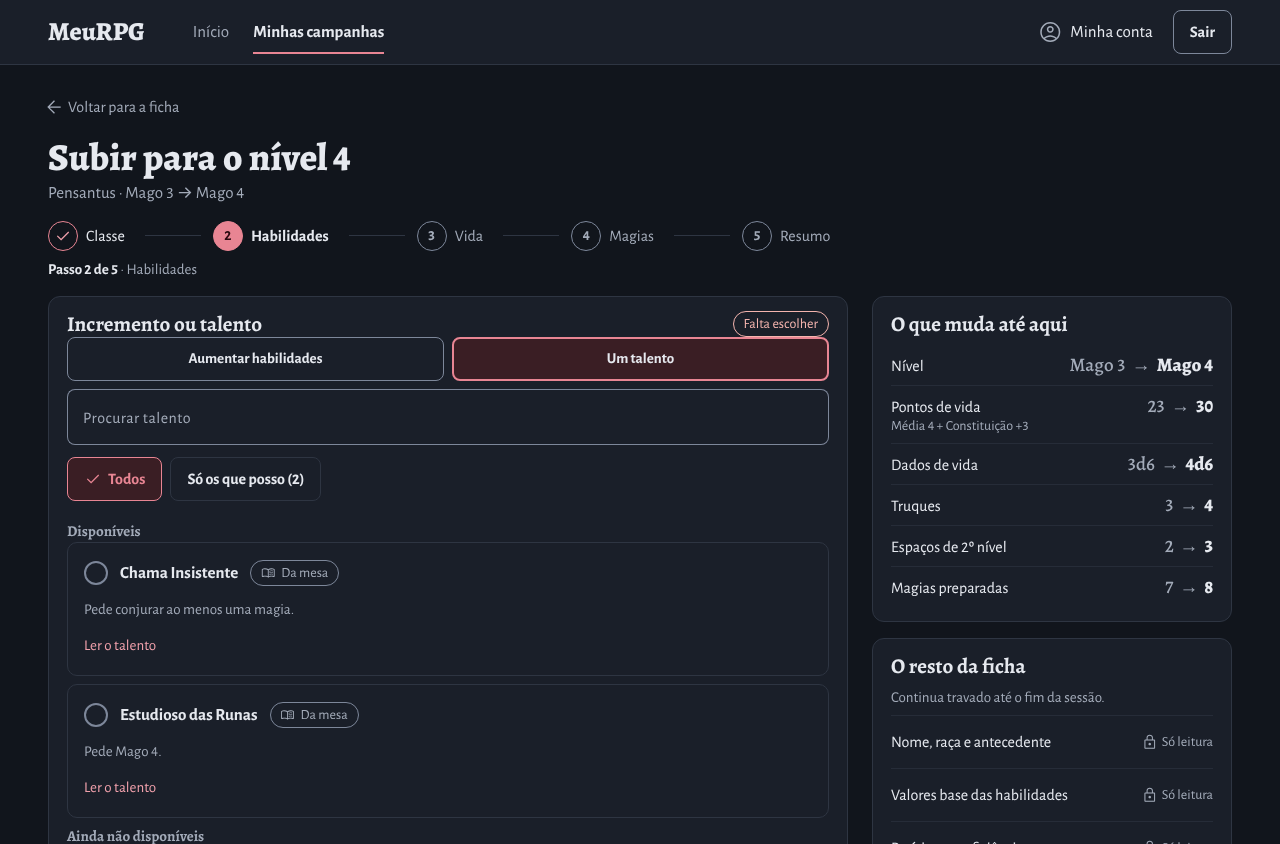 MeuRPG
Início
Minhas campanhas
Minha conta
Sair
Voltar para a ficha
Subir para o nível 4
Pensantus · Mago 3 → Mago 4
Classe
2 Habilidades
3 Vida
4 Magias
5 Resumo
Passo 2 de 5 · Habilidades
Incremento ou talento
Falta escolher
Aumentar habilidades
Um talento
Procurar talento
Todos
Só os que posso (2)
Disponíveis
Chama Insistente
Da mesa
Pede conjurar ao menos uma magia.
Ler o talento
Estudioso das Runas
Da mesa
Pede Mago 4.
Ler o talento
Ainda não disponíveis
O que muda até aqui
Nível Mago 3 → Mago 4
Pontos de vida 23 → 30
Média 4 + Constituição +3
Dados de vida 3d6 → 4d6
Truques 3 → 4
Espaços de 2º nível 2 → 3
Magias preparadas 7 → 8
O resto da ficha
Continua travado até o fim da sessão.
Nome, raça e antecedente Só leitura
Valores base das habilidades Só leitura